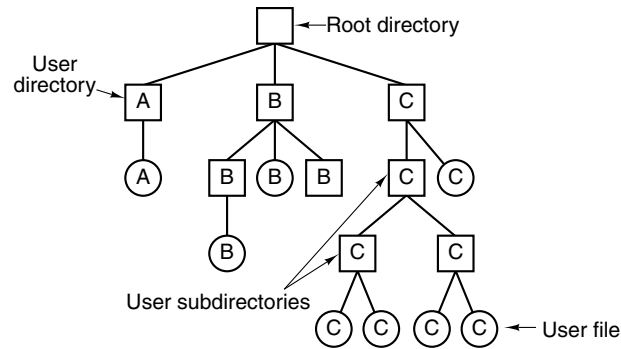 Root directory
User
directory
A B C
A B B B C C
B C C
User subdirectories
C C C C
User file